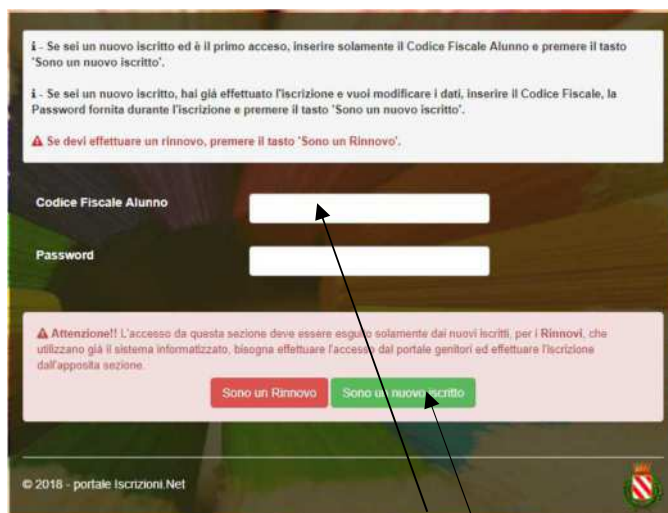 i - Se sei un nuovo iscritto ed è il primo accesso, inserire solamente il Codice Fiscale Alunno e premere il tasto
'Sono un nuovo iscritto'.
i - Se sei un nuovo iscritto, hai giá effettuato l'iscrizione e vuoi modificare i dati, inserire il Codice Fiscale, la
Password fornita durante l'iscrizione e premere il tasto 'Sono un nuovo iscritto'.
Se devi effettuare un rinnovo, premere il tasto 'Sono un Rinnovo'.
Codice Fiscale Alunno
Password
Attenzione!! L'accesso da questa sezione deve essere eseguito solamente dai nuovi iscritti, per i Rinnovi, che
utilizzano giá il sistema informatizzato, bisogna effettuare l'accesso dal portale genitori ed effettuare l'iscrizione
dall'apposita sezione.
Sono un Rinnovo Sono un nuovo iscritto
© 2018 - portale Iscrizioni.Net